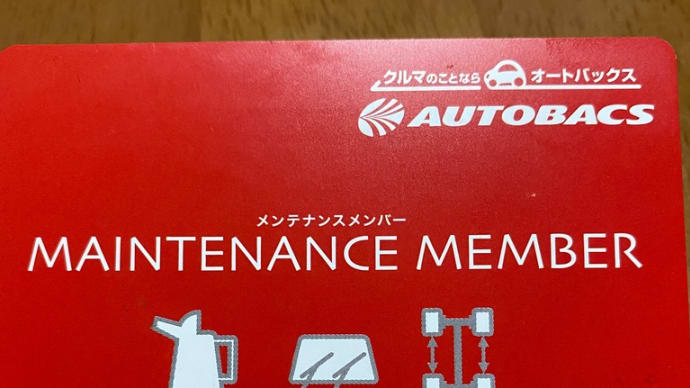 クルマのことなら オートバックス
AUTOBACS
メンテナンスメンバー
MAINTENANCE MEMBER